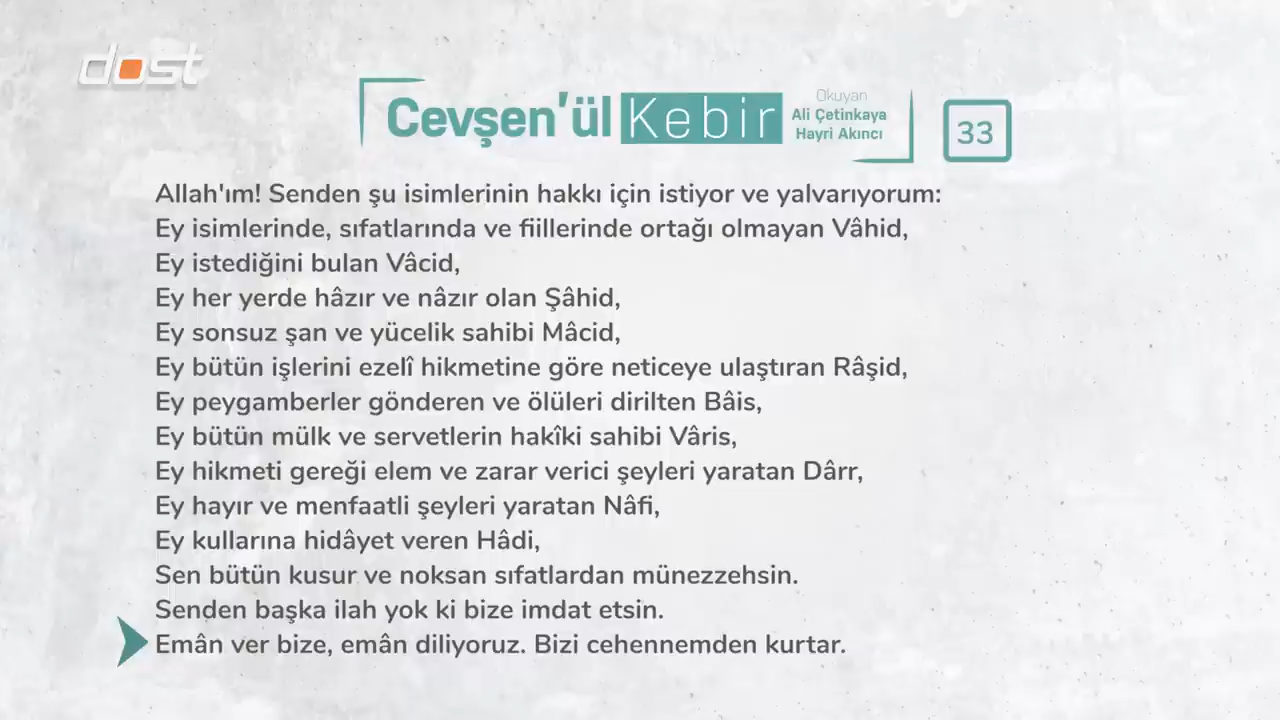 dost
Cevşen'ül Kebir
Okuyan
Ali Çetinkaya
Hayri Akıncı
33
Allah'ım! Senden şu isimlerinin hakkı için istiyor ve yalvarıyorum:
Ey isimlerinde, sıfatlarında ve fiillerinde ortağı olmayan Vâhid,
Ey istediğini bulan Vâcid,
Ey her yerde hâzır ve nâzır olan Şâhid,
Ey sonsuz şan ve yücelik sahibi Mâcid,
Ey bütün işlerini ezelî hikmetine göre neticeye ulaştıran Râşid,
Ey peygamberler gönderen ve ölüleri dirilten Bâis,
Ey bütün mülk ve servetlerin hakîki sahibi Vâris,
Ey hikmeti gereği elem ve zarar verici şeyleri yaratan Dârr,
Ey hayır ve menfaatli şeyleri yaratan Nâfi,
Ey kullarına hidâyet veren Hâdi,
Sen bütün kusur ve noksan sıfatlardan münezzehsin.
Senden başka ilah yok ki bize imdat etsin.
Emân ver bize, emân diliyoruz. Bizi cehennemden kurtar.